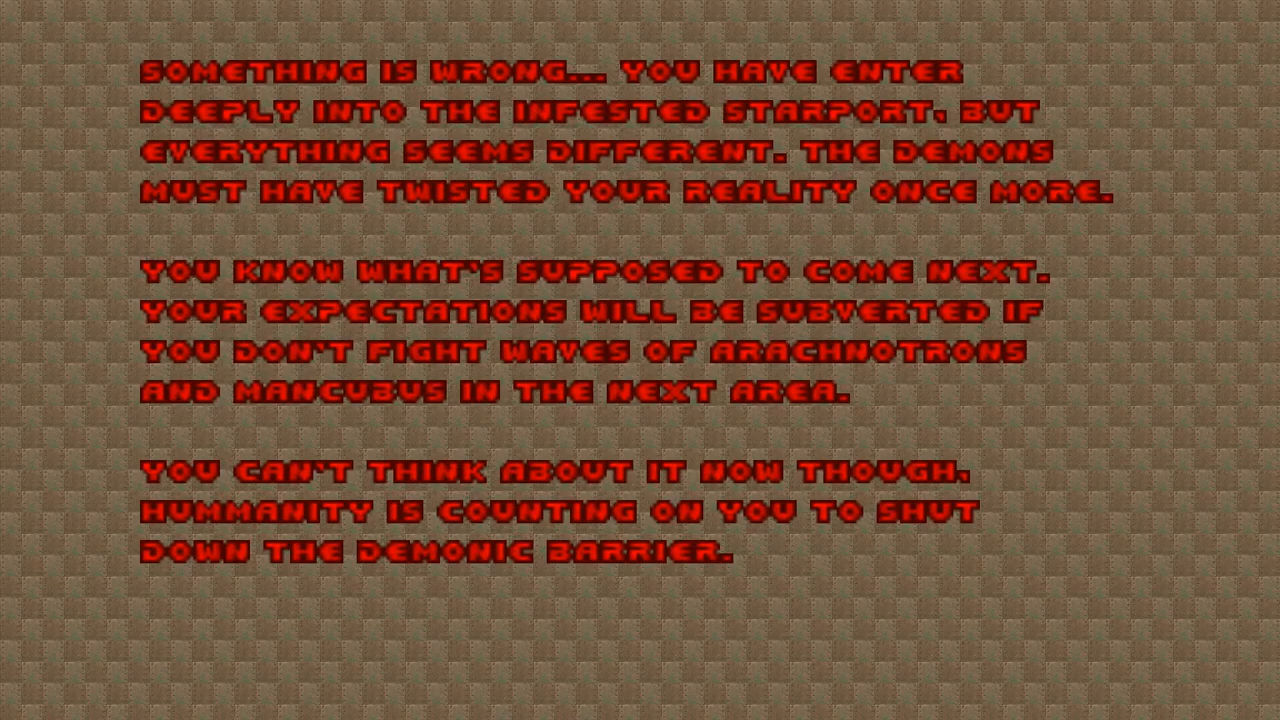 SOMETHING IS WRONG... YOU HAVE ENTER
DEEPLY INTO THE INFESTED STARPORT, BUT
EVERYTHING SEEMS DIFFERENT. THE DEMONS
MUST HAVE TWISTED YOUR REALITY ONCE MORE.
YOU KNOW WHAT'S SUPPOSED TO COME NEXT.
YOUR EXPECTATIONS WILL BE SUBVERTED IF
YOU DON'T FIGHT WAVES OF ARACHNOTRONS
AND MANCUBUS IN THE NEXT AREA.
YOU CAN'T THINK ABOUT IT NOW THOUGH,
HUMMANITY IS COUNTING ON YOU TO SHUT
DOWN THE DEMONIC BARRIER.